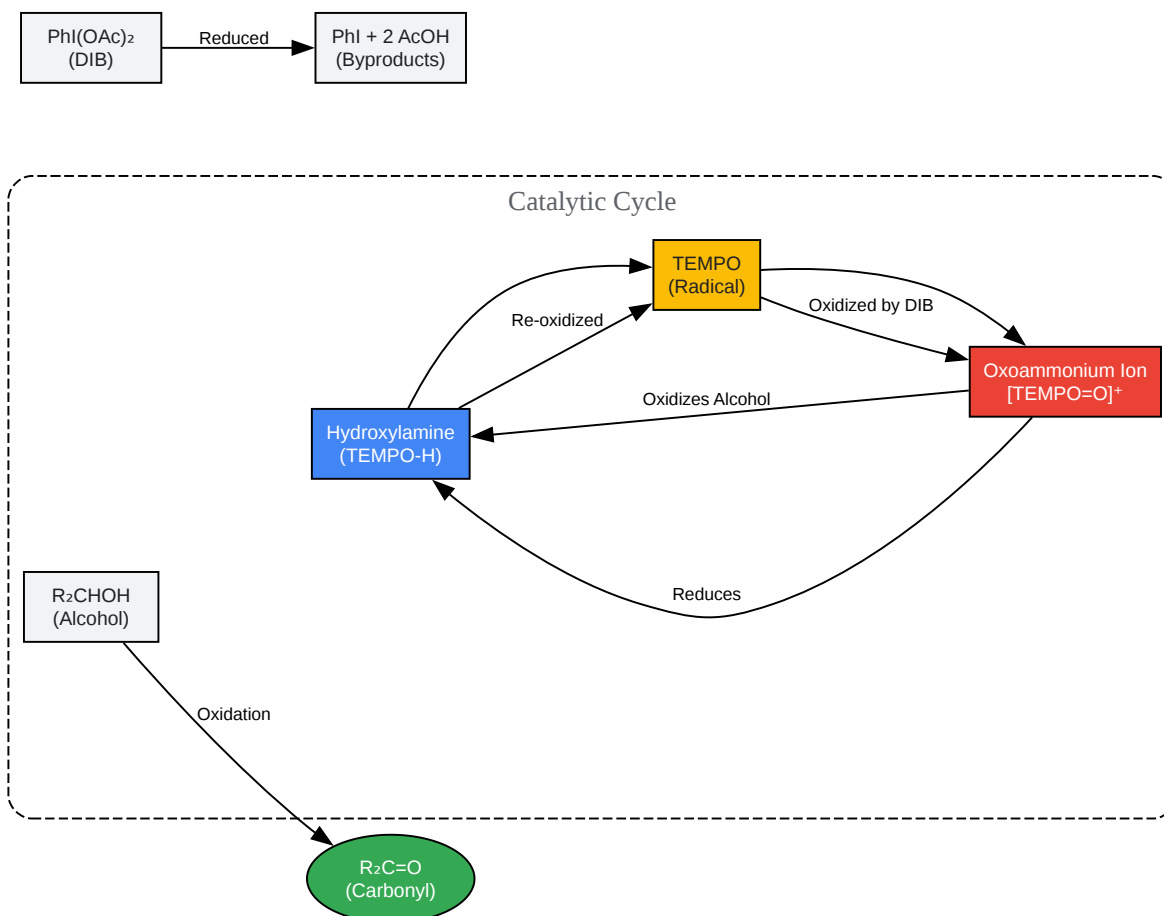 PhI(OAc)₂
(DIB)
Reduced
PhI + 2 AcOH
(Byproducts)
Catalytic Cycle
TEMPO
(Radical)
Oxidized by DIB
Re-oxidized
Oxoammonium Ion
[TEMPO=O]⁺
Oxidizes Alcohol
Hydroxylamine
(TEMPO-H)
Reduces
R₂CHOH
(Alcohol)
Oxidation
R₂C=O
(Carbonyl)